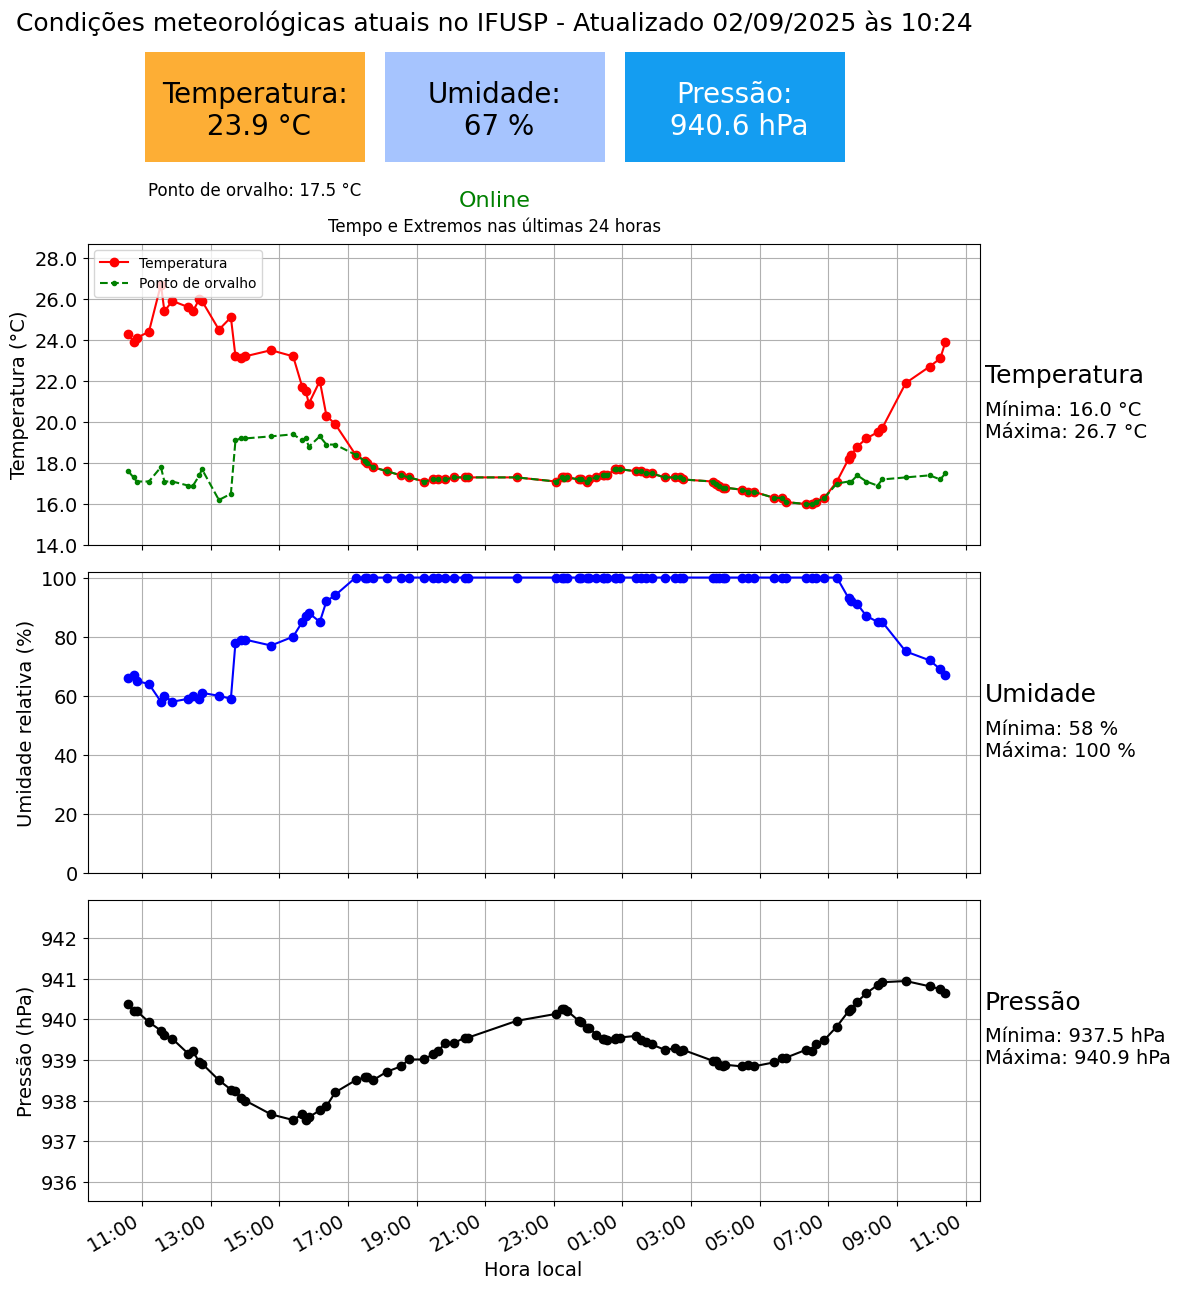 Condições meteorológicas atuais no IFUSP - Atualizado 02/09/2025 às 10:24
Temperatura:
23.9 °C
Umidade:
67 %
Pressão:
940.6 hPa
Ponto de orvalho: 17.5 °C
Online
Tempo e Extremos nas últimas 24 horas
Temperatura
Ponto de orvalho
Temperatura (°C)
28.0
26.0
24.0
22.0
20.0
18.0
16.0
14.0
Temperatura
Mínima: 16.0 °C
Máxima: 26.7 °C
Umidade relativa (%)
100
80
60
40
20
0
Umidade
Mínima: 58 %
Máxima: 100 %
Pressão (hPa)
942
941
940
939
938
937
936
Pressão
Mínima: 937.5 hPa
Máxima: 940.9 hPa
11:00 13:00 15:00 17:00 19:00 21:00 23:00 01:00 03:00 05:00 07:00 09:00 11:00
Hora local